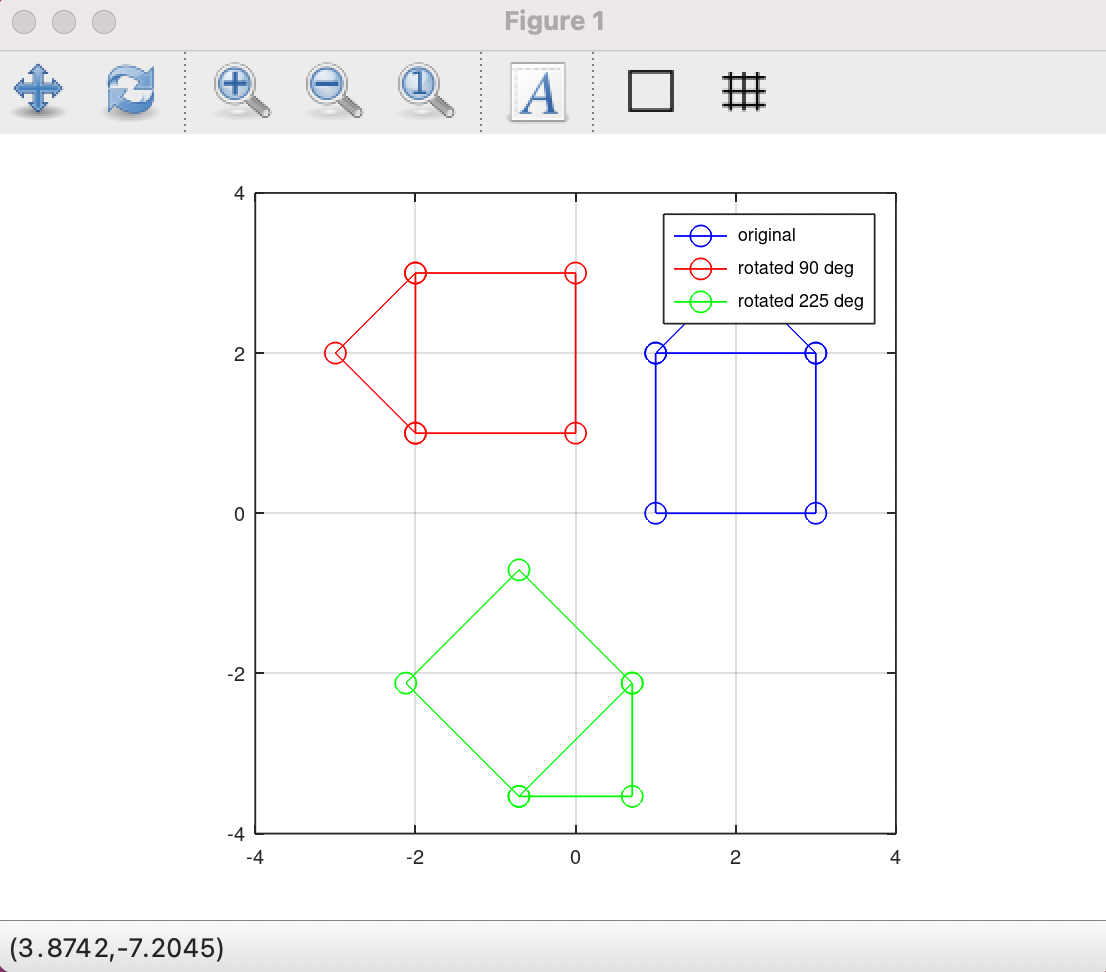 Figure 1
1
A
4
2
0
-2
-4
-4 -2 0 2 4
original
rotated 90 deg
rotated 225 deg
(3.8742,-7.2045)